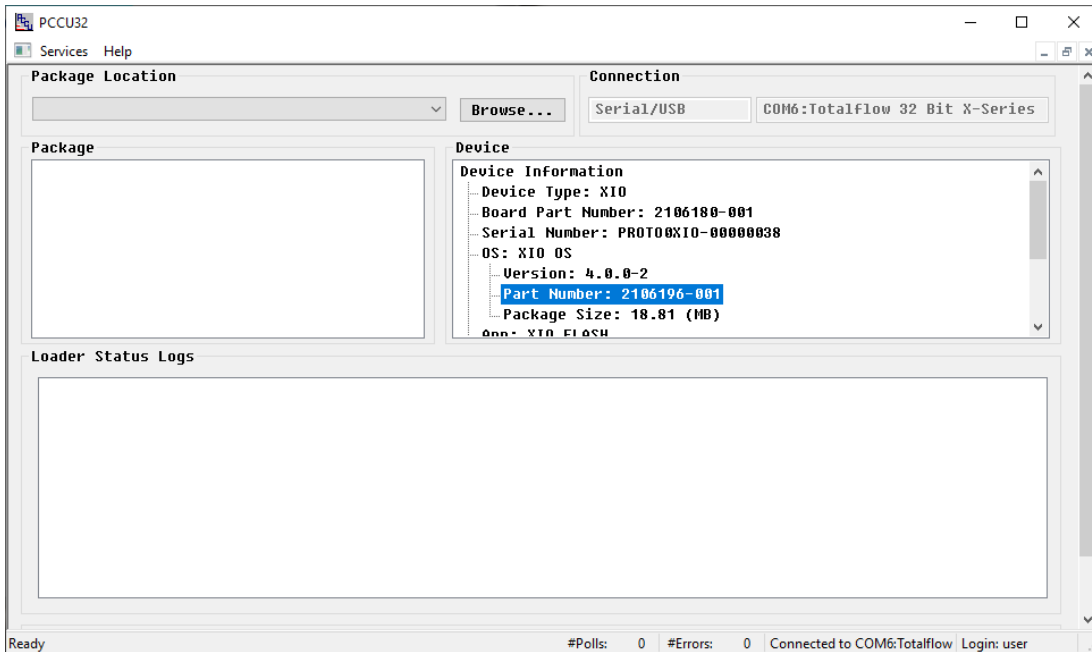 PCCU32
Services Help
Package Location
Browse...
Connection
Serial/USB
COM6:Totalflow 32 Bit X-Series
Package
Device
Device Information
Device Type: XIO
Board Part Number: 2106180-001
Serial Number: PROTO0XIO-00000038
OS: XIO OS
Version: 4.0.0-2
Part Number: 2106196-001
Package Size: 18.81 (MB)
App: XIO FLASH
Loader Status Logs
Ready #Polls: 0 #Errors: 0 Connected to COM6:Totalflow Login: user